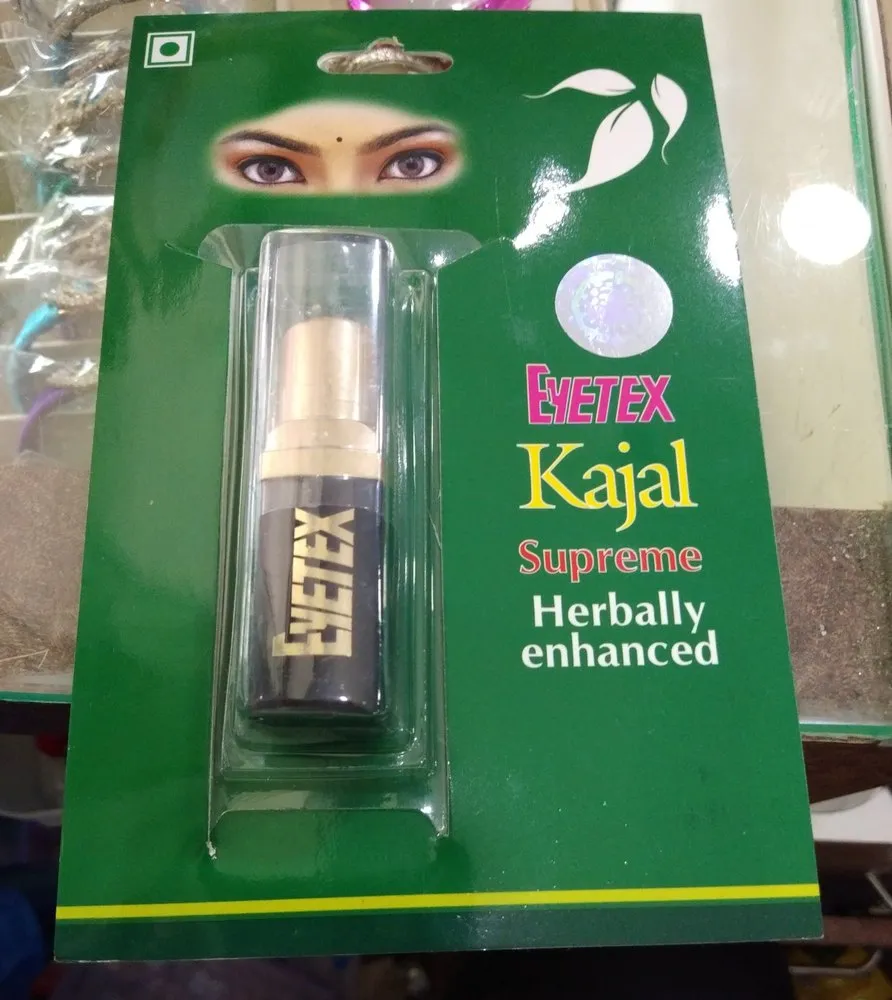 EYETEX
Kajal
Supreme
Herbally
enhanced
EYETEX